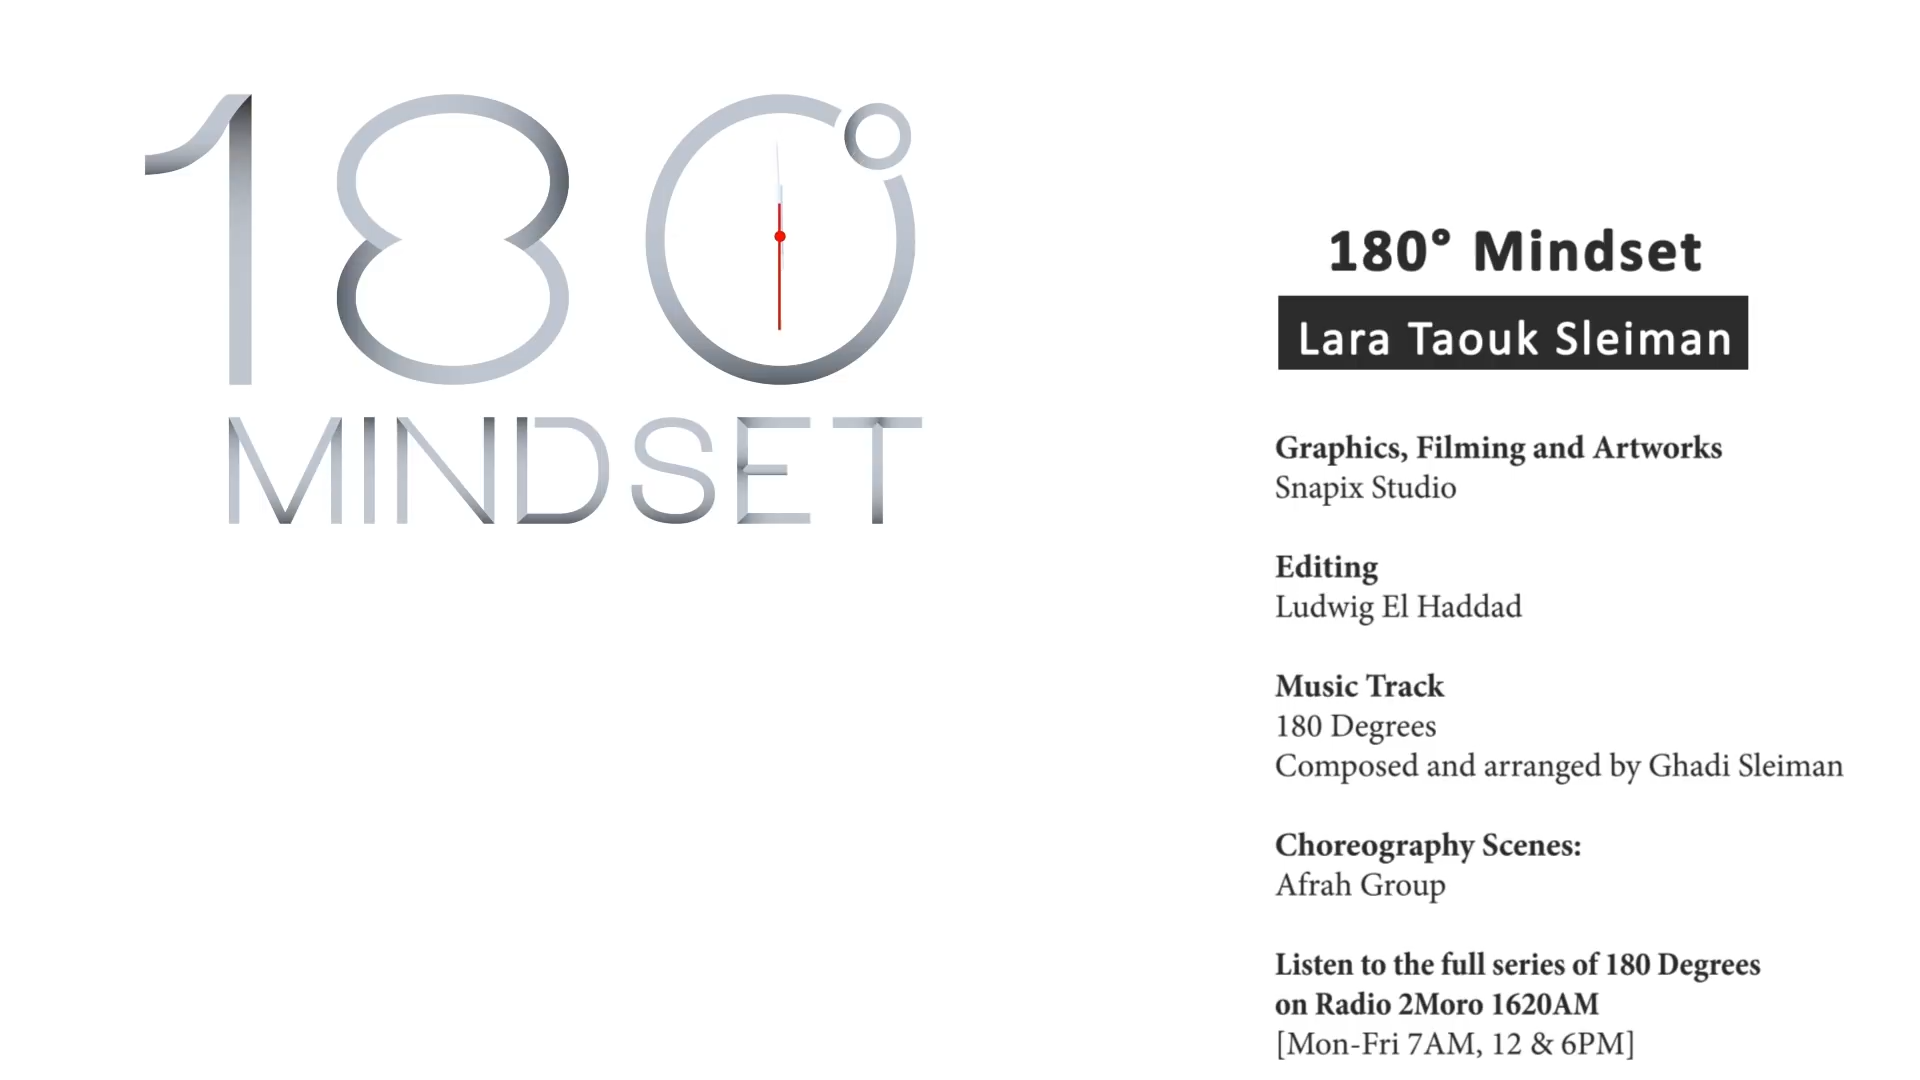 180°
MINDSET
180° Mindset
Lara Taouk Sleiman
Graphics, Filming and Artworks
Snapix Studio
Editing
Ludwig El Haddad
Music Track
180 Degrees
Composed and arranged by Ghadi Sleiman
Choreography Scenes:
Afrah Group
Listen to the full series of 180 Degrees
on Radio 2Moro 1620AM
[Mon-Fri 7AM, 12 & 6PM]